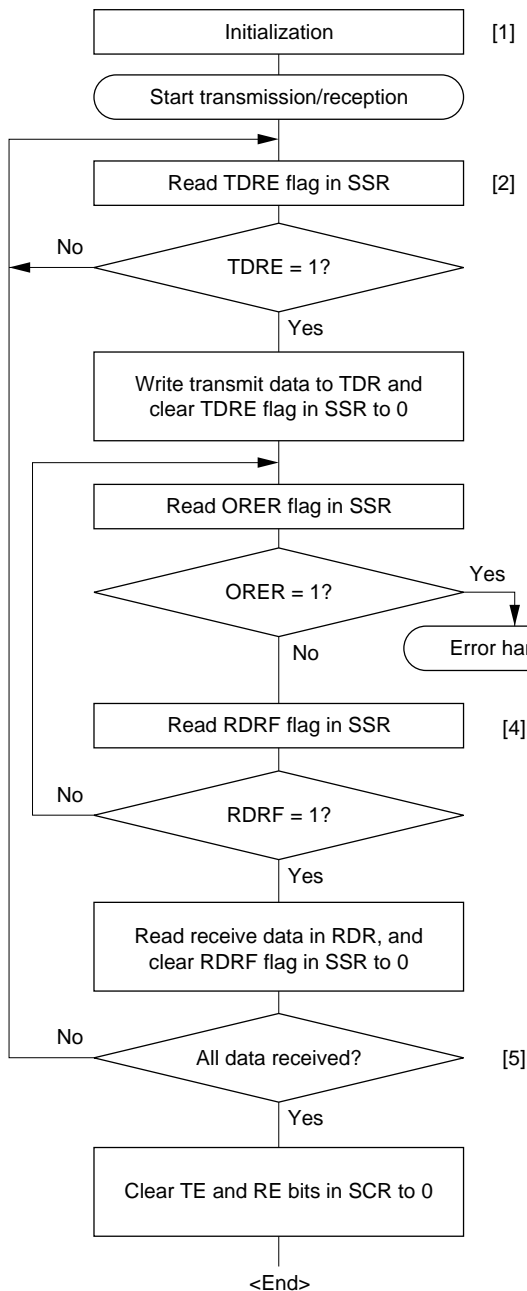 Initialization [1]
Start transmission/reception
Read TDRE flag in SSR [2]
No
TDRE = 1?
Yes
Write transmit data to TDR and
clear TDRE flag in SSR to 0
Read ORER flag in SSR
Yes
ORER = 1?
No
Error
Read RDRF flag in SSR [4]
No
RDRF = 1?
Yes
Read receive data in RDR, and
clear RDRF flag in SSR to 0
No
All data received? [5]
Yes
Clear TE and RE bits in SCR to 0
<End>